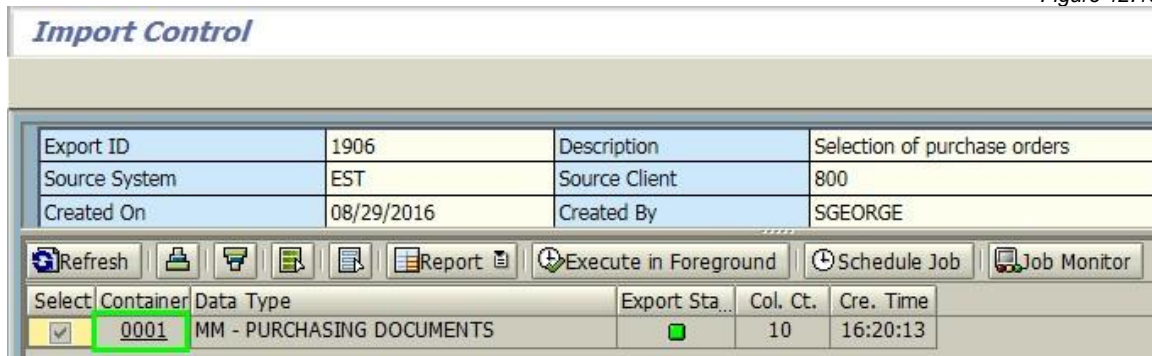 Import Control
Export ID 1906 Description Selection of purchase orders
Source System EST Source Client 800
Created On 08/29/2016 Created By SGEORGE
Refresh Report Execute in Foreground Schedule Job Job Monitor
Select Container Data Type Export Sta... Col. Ct. Cre. Time
0001 MM - PURCHASING DOCUMENTS 10 16:20:13